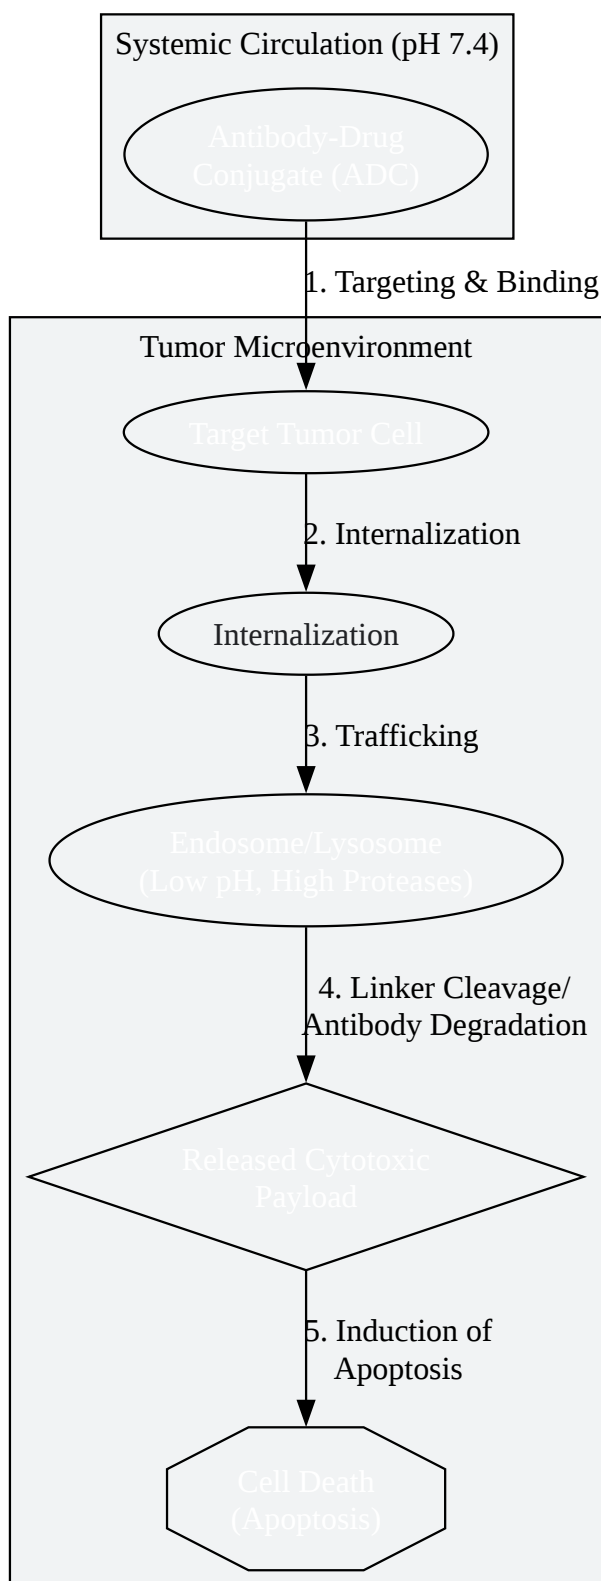 Systemic Circulation (pH 7.4)
Antibody-Drug
Conjugate (ADC)
1. Targeting & Binding
Tumor Microenvironment
Target Tumor Cell
2. Internalization
Internalization
3. Trafficking
Endosome/Lysosome
(Low pH, High Proteases)
4. Linker Cleavage/
Antibody Degradation
Released Cytotoxic
Payload
5. Induction of
Apoptosis
Cell Death
(Apoptosis)